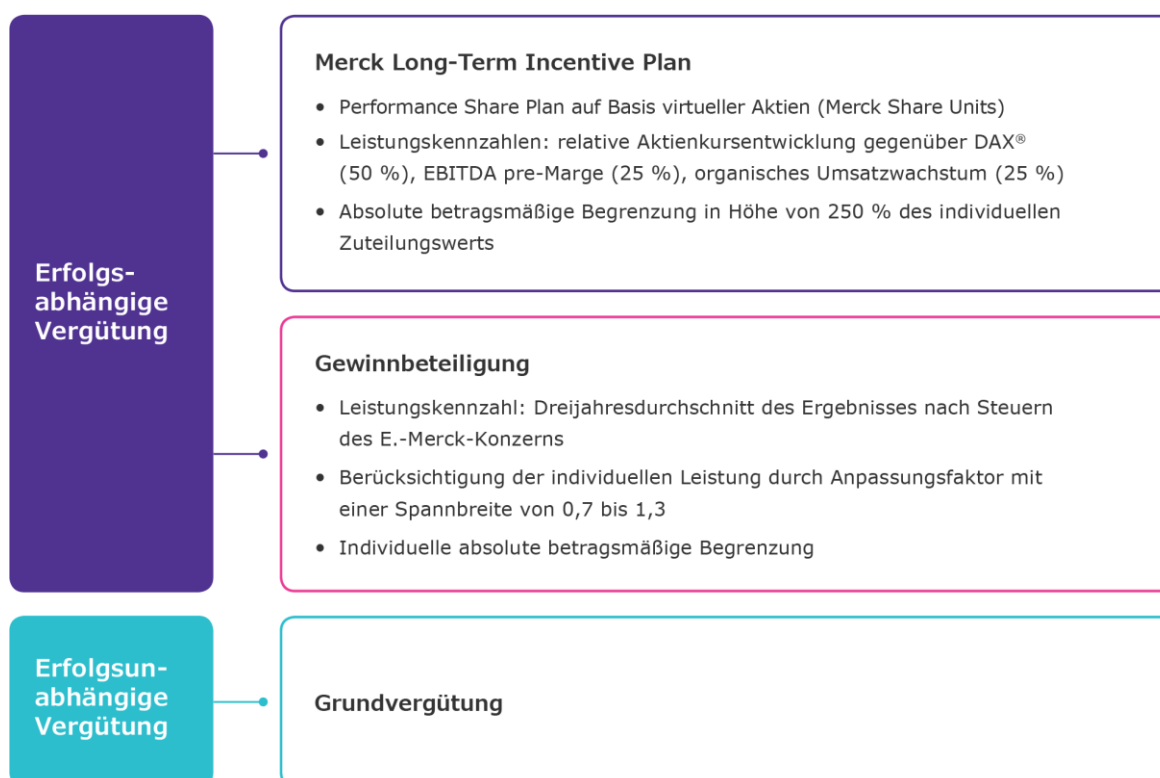 Merck Long-Term Incentive Plan
• Performance Share Plan auf Basis virtueller Aktien (Merck Share Units)
• Leistungskennzahlen: relative Aktienkursentwicklung gegenüber DAX®
(50 %), EBITDA pre-Marge (25 %), organisches Umsatzwachstum (25 %)
• Absolute betragsmäßige Begrenzung in Höhe von 250 % des individuellen
Zuteilungswerts
Erfolgs-
abhängige
Vergütung
Gewinnbeteiligung
• Leistungskennzahl: Dreijahresdurchschnitt des Ergebnisses nach Steuern
des E.-Merck-Konzerns
• Berücksichtigung der individuellen Leistung durch Anpassungsfaktor mit
einer Spannbreite von 0,7 bis 1,3
• Individuelle absolute betragsmäßige Begrenzung
Erfolgsun-
abhängige
Vergütung
Grundvergütung